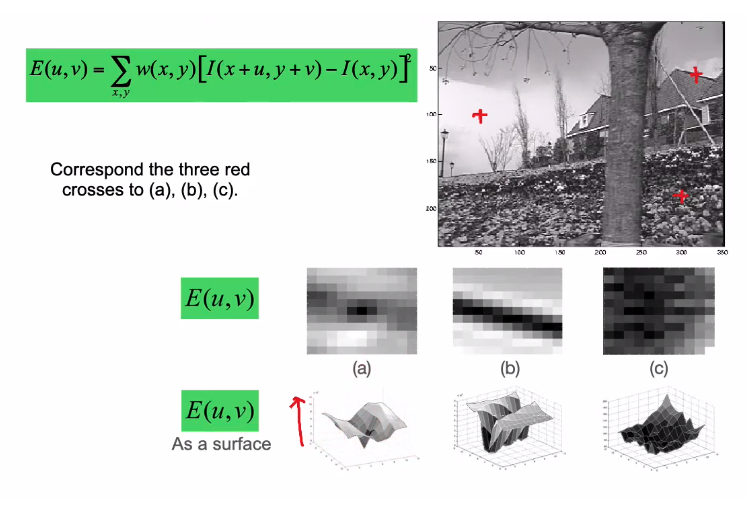 E(u,v) = ∑ w(x,y)[I(x+u, y+v) − I(x,y)]²
x,y
Correspond the three red
crosses to (a), (b), (c).
50
100
150
200
50 100 150 200 250 300 350
E(u,v)
(a) (b) (c)
E(u,v)
As a surface